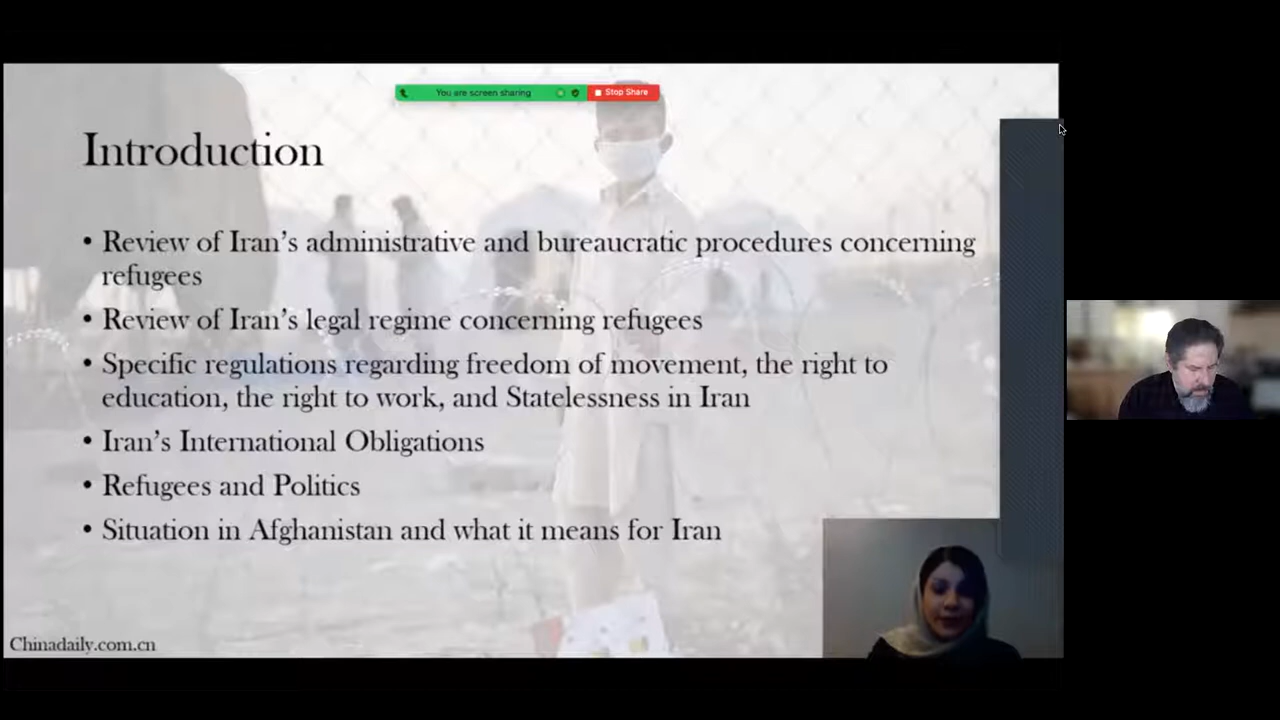 You are screen sharing
Stop Share
Introduction
• Review of Iran's administrative and bureaucratic procedures concerning
refugees
• Review of Iran's legal regime concerning refugees
• Specific regulations regarding freedom of movement, the right to
education, the right to work, and Statelessness in Iran
• Iran's International Obligations
• Refugees and Politics
• Situation in Afghanistan and what it means for Iran
Chinadaily.com.cn